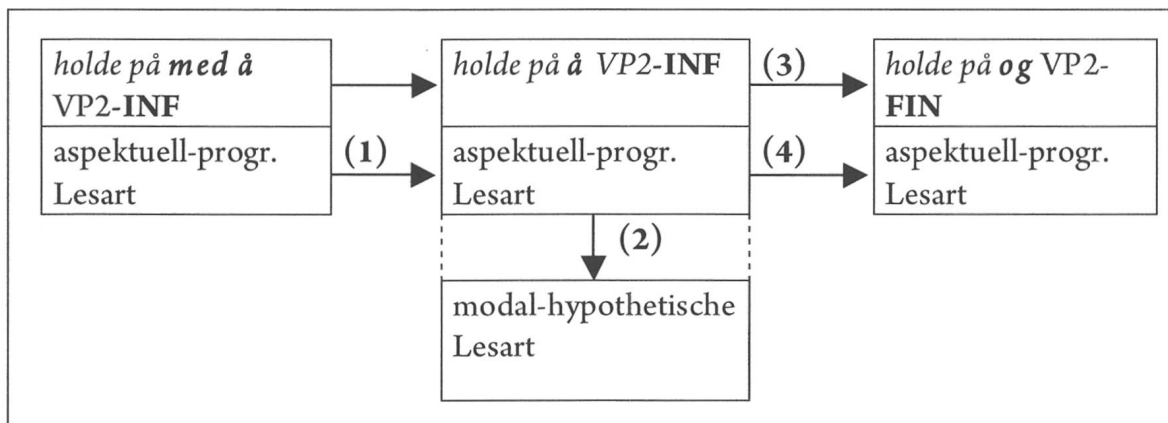 holde på med å
VP2-INF
aspektuell-progr.
Lesart
(1)
holde på å VP2-INF
aspektuell-progr.
Lesart
(2)
modal-hypothetische
Lesart
(3)
(4)
holde på og VP2-
FIN
aspektuell-progr.
Lesart